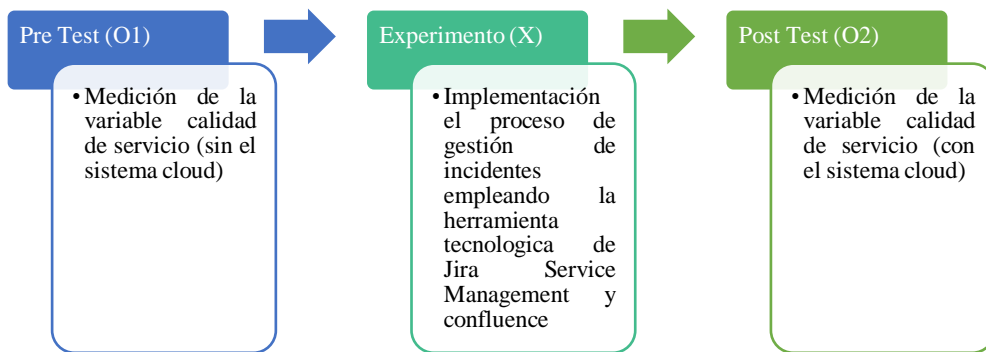 Pre Test (O1)
• Medición de la
variable calidad
de servicio (sin el
sistema cloud)
Experimento (X)
• Implementación
el proceso de
gestión de
incidentes
empleando la
herramienta
tecnologica de
Jira Service
Management y
confluence
Post Test (O2)
• Medición de la
variable calidad
de servicio (con
el sistema cloud)